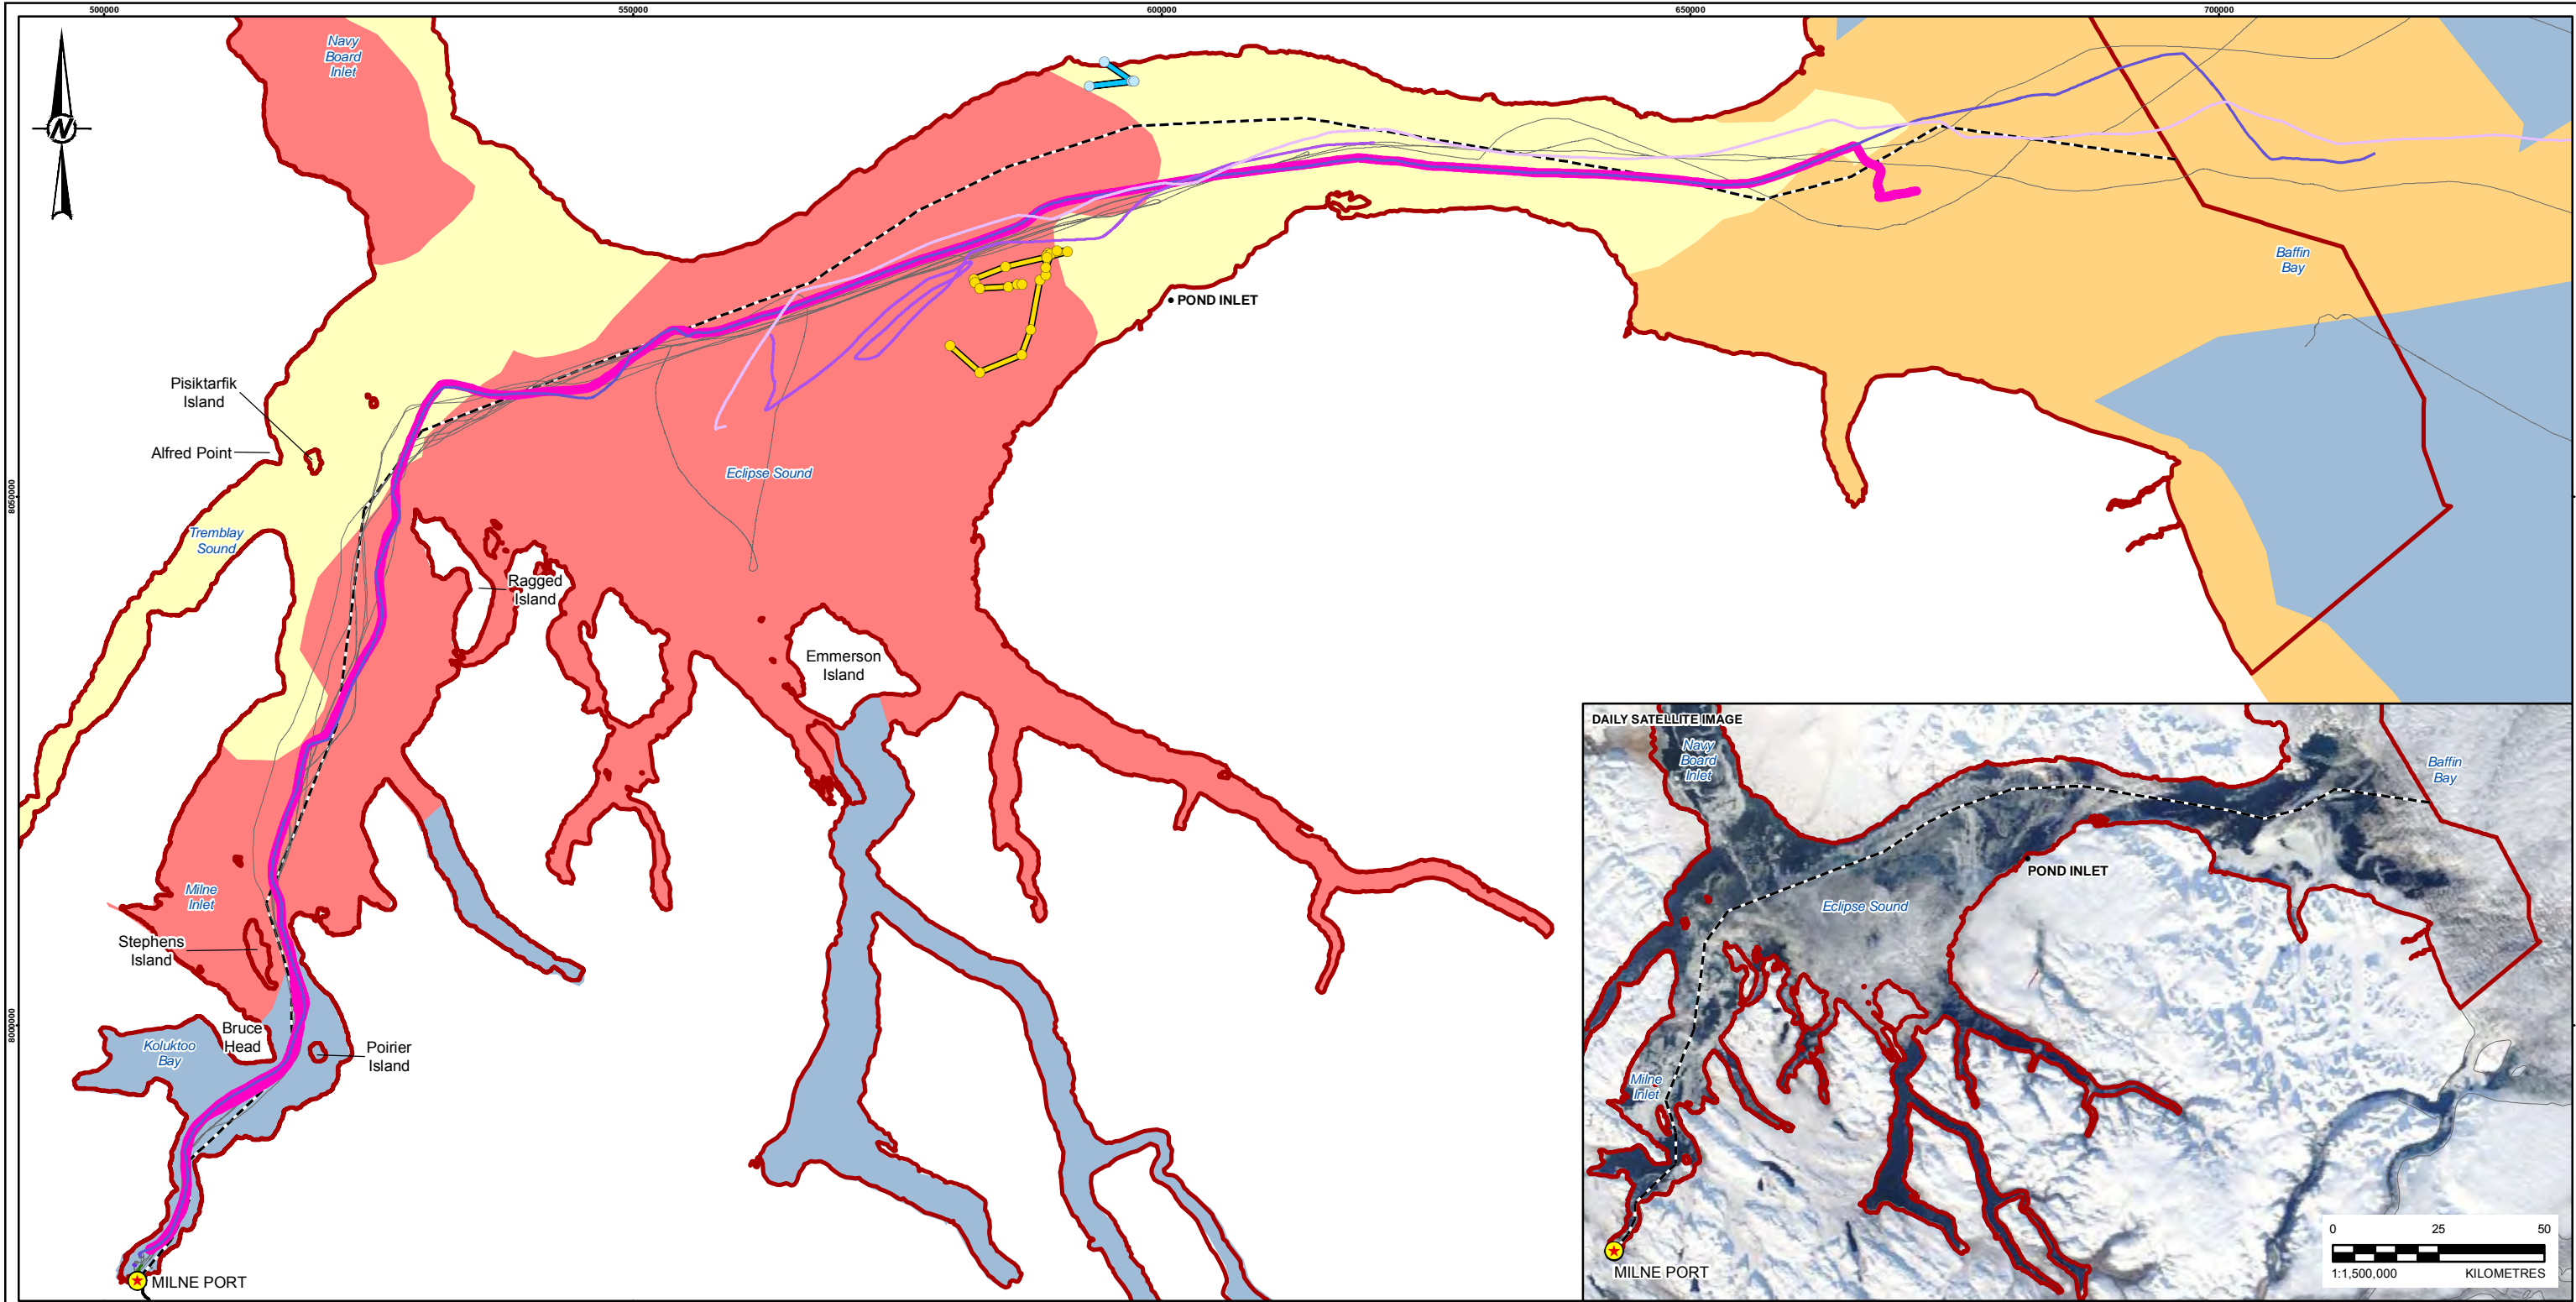 500000
550000
600000
650000
700000
Navy
Board
Inlet
N
Baffin
Bay
POND INLET
Pisiktarfik
Island
Alfred Point
Eclipse Sound
8050000
Tremblay
Sound
Ragged
Island
Emmerson
Island
Milne
Inlet
Stephens
Island
8000000
Bruce
Head
Koluktoo
Bay
Poirier
Island
MILNE PORT
DAILY SATELLITE IMAGE
Navy
Board
Inlet
Baffin
Bay
POND INLET
Eclipse Sound
Milne
Inlet
MILNE PORT
0 25 50
1:1,500,000 KILOMETRES